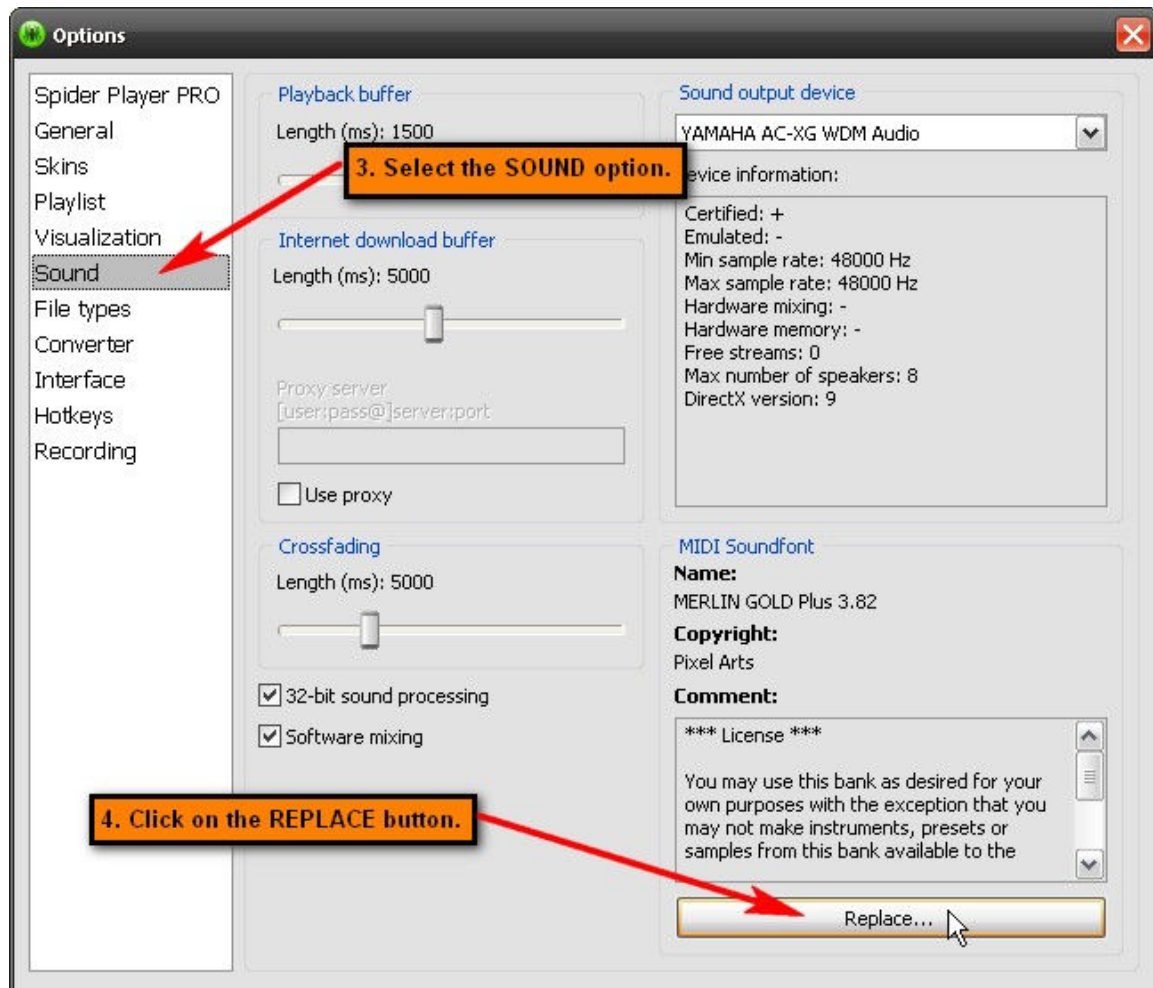 Options
Spider Player PRO
General
Skins
Playlist
Visualization
Sound
File types
Converter
Interface
Hotkeys
Recording
Playback buffer
Length (ms): 1500
3. Select the SOUND option.
Internet download buffer
Length (ms): 5000
Proxy server
[user:pass@]server:port
Use proxy
Crossfading
Length (ms): 5000
32-bit sound processing
Software mixing
4. Click on the REPLACE button.
Sound output device
YAMAHA AC-XG WDM Audio
evice information:
Certified: +
Emulated: -
Min sample rate: 48000 Hz
Max sample rate: 48000 Hz
Hardware mixing: -
Hardware memory: -
Free streams: 0
Max number of speakers: 8
DirectX version: 9
MIDI Soundfont
Name:
MERLIN GOLD Plus 3.82
Copyright:
Pixel Arts
Comment:
*** License ***
You may use this bank as desired for your
own purposes with the exception that you
may not make instruments, presets or
samples from this bank available to the
Replace...